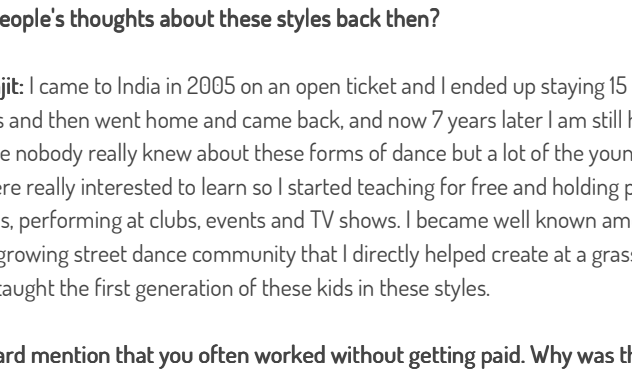 eople's thoughts about these styles back then?
jit: I came to India in 2005 on an open ticket and I ended up staying 15
s and then went home and came back, and now 7 years later I am still h
e nobody really knew about these forms of dance but a lot of the youn
ere really interested to learn so I started teaching for free and holding p
s, performing at clubs, events and TV shows. I became well known am
growing street dance community that I directly helped create at a grass
taught the first generation of these kids in these styles.
ard mention that you often worked without getting paid. Why was th